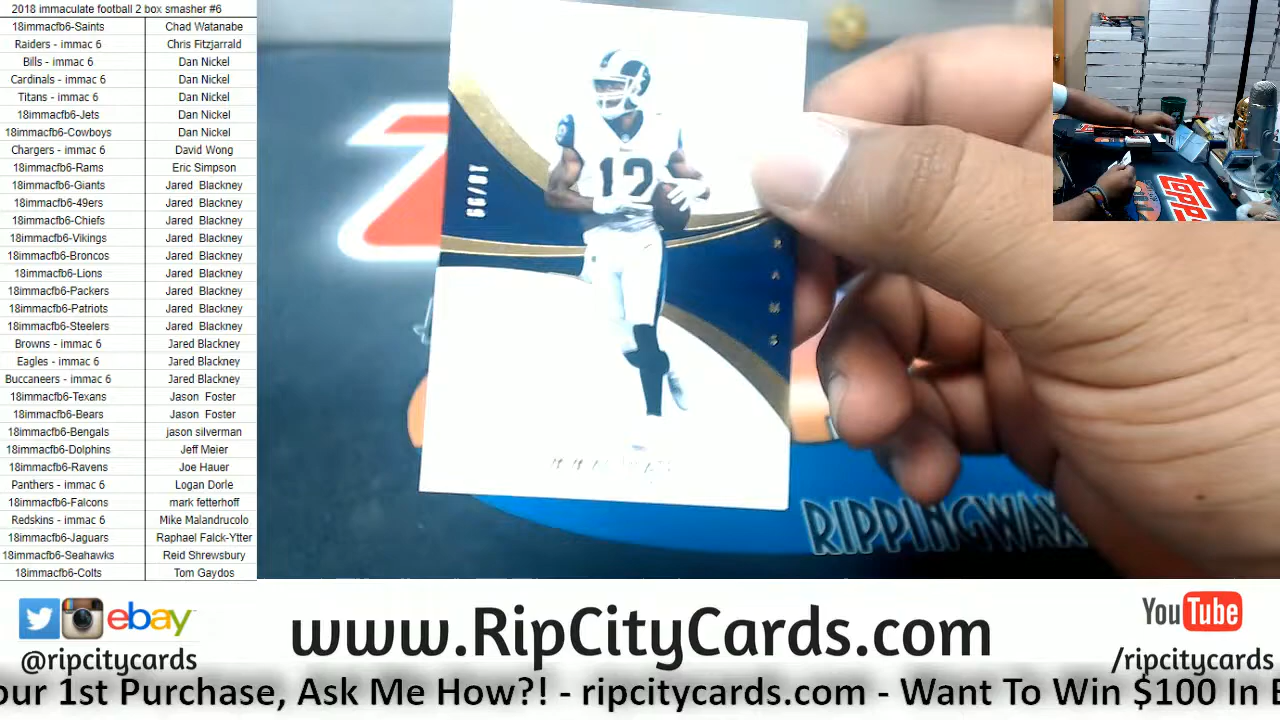 2018 immaculate football 2 box smasher #6
18immacfb6-Saints Chad Watanabe
Raiders - immac 6 Chris Fitzjarrald
Bills - immac 6 Dan Nickel
Cardinals - immac 6 Dan Nickel
Titans - immac 6 Dan Nickel
18immacfb6-Jets Dan Nickel
18immacfb6-Cowboys Dan Nickel
Chargers - immac 6 David Wong
18immacfb6-Rams Eric Simpson
18immacfb6-Giants Jared Blackney
18immacfb6-49ers Jared Blackney
18immacfb6-Chiefs Jared Blackney
18immacfb6-Vikings Jared Blackney
18immacfb6-Broncos Jared Blackney
18immacfb6-Lions Jared Blackney
18immacfb6-Packers Jared Blackney
18immacfb6-Patriots Jared Blackney
18immacfb6-Steelers Jared Blackney
Browns - immac 6 Jared Blackney
Eagles - immac 6 Jared Blackney
Buccaneers - immac 6 Jared Blackney
18immacfb6-Texans Jason Foster
18immacfb6-Bears Jason Foster
18immacfb6-Bengals jason silverman
18immacfb6-Dolphins Jeff Meier
18immacfb6-Ravens Joe Hauer
Panthers - immac 6 Logan Dorle
18immacfb6-Falcons mark fetterhoff
Redskins - immac 6 Mike Malandrucolo
18immacfb6-Jaguars Raphael Falck-Ytter
18immacfb6-Seahawks Reid Shrewsbury
18immacfb6-Colts Tom Gaydos
12
RAMS
RIPPINGWAX
ebay
@ripcitycards
www.RipCityCards.com
YouTube
/ripcitycards
our 1st Purchase, Ask Me How?! - ripcitycards.com - Want To Win $100 In